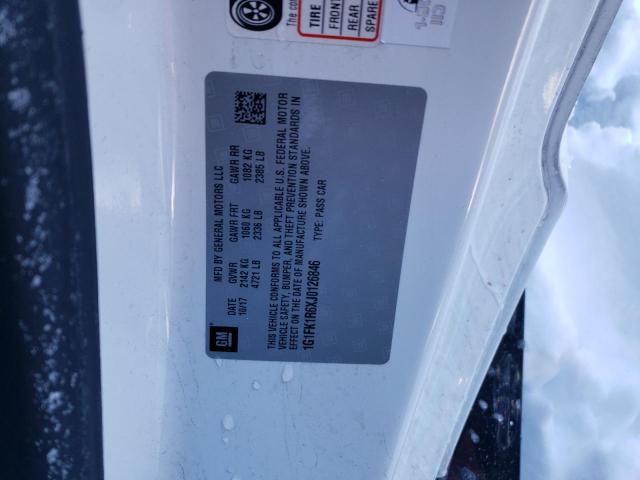 GM
MFD BY GENERAL MOTORS LLC
DATE GVWR GAWR FRT GAWR RR
10/17 2142 KG 1060 KG 1082 KG
4721 LB 2336 LB 2385 LB
THIS VEHICLE CONFORMS TO ALL APPLICABLE U.S. FEDERAL MOTOR
VEHICLE SAFETY, BUMPER, AND THEFT PREVENTION STANDARDS IN
EFFECT ON THE DATE OF MANUFACTURE SHOWN ABOVE.
1G1FK1R6XJ0126846 TYPE: PASS CAR
The co
TIRE
FRONT
REAR
SPARE